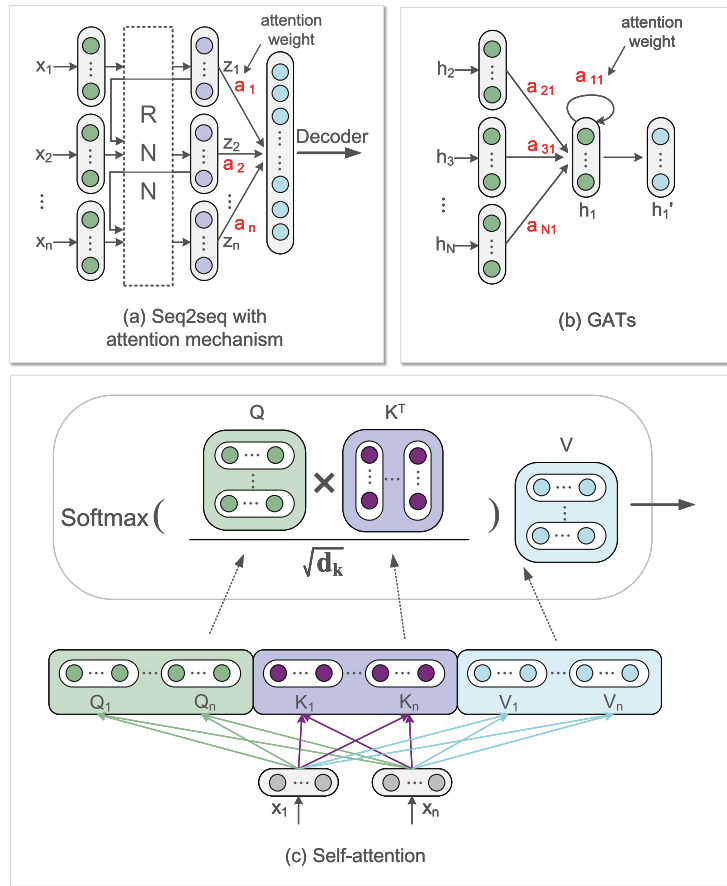 attention
weight
x1
z1
a1
R
x2
N
z2
Decoder
a2
N
xn
an
zn
(a) Seq2seq with
attention mechanism
attention
weight
h2
a21
a11
h3
a31
hN
aN1
h1
h1'
(b) GATs
Q
K^T
V
Softmax (
×
)
√dk
Q1
Qn
K1
Kn
V1
Vn
x1
xn
(c) Self-attention